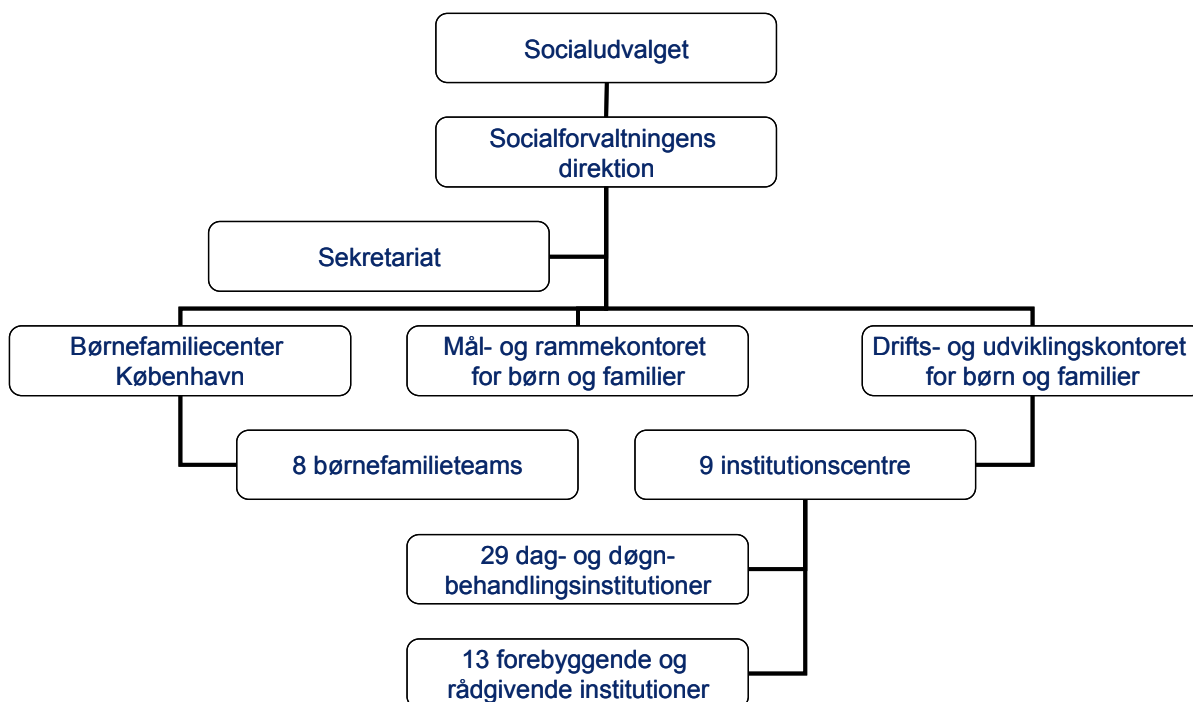 Socialudvalget
Socialforvaltningens
direktion
Sekretariat
Børnefamiliecenter
København
Mål- og rammekontoret
for børn og familier
Drifts- og udviklingskontoret
for børn og familier
8 børnefamilieteams
9 institutionscentre
29 dag- og døgn-
behandlingsinstitutioner
13 forebyggende og
rådgivende institutioner